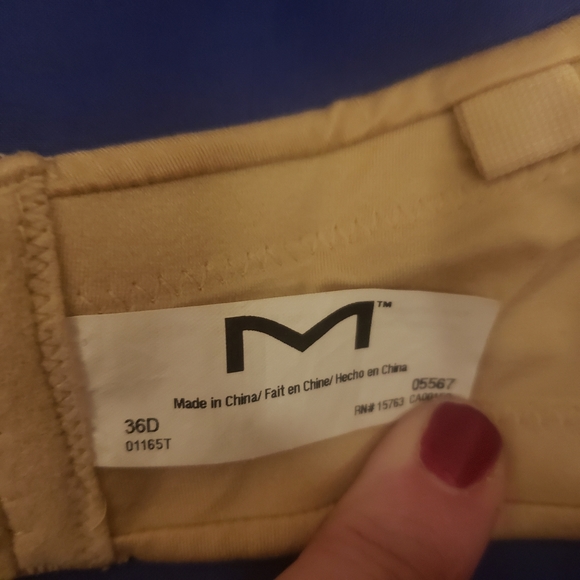 M™
Made in China/ Fait en Chine/ Hecho en China
36D
05567
01165T
RN# 15763